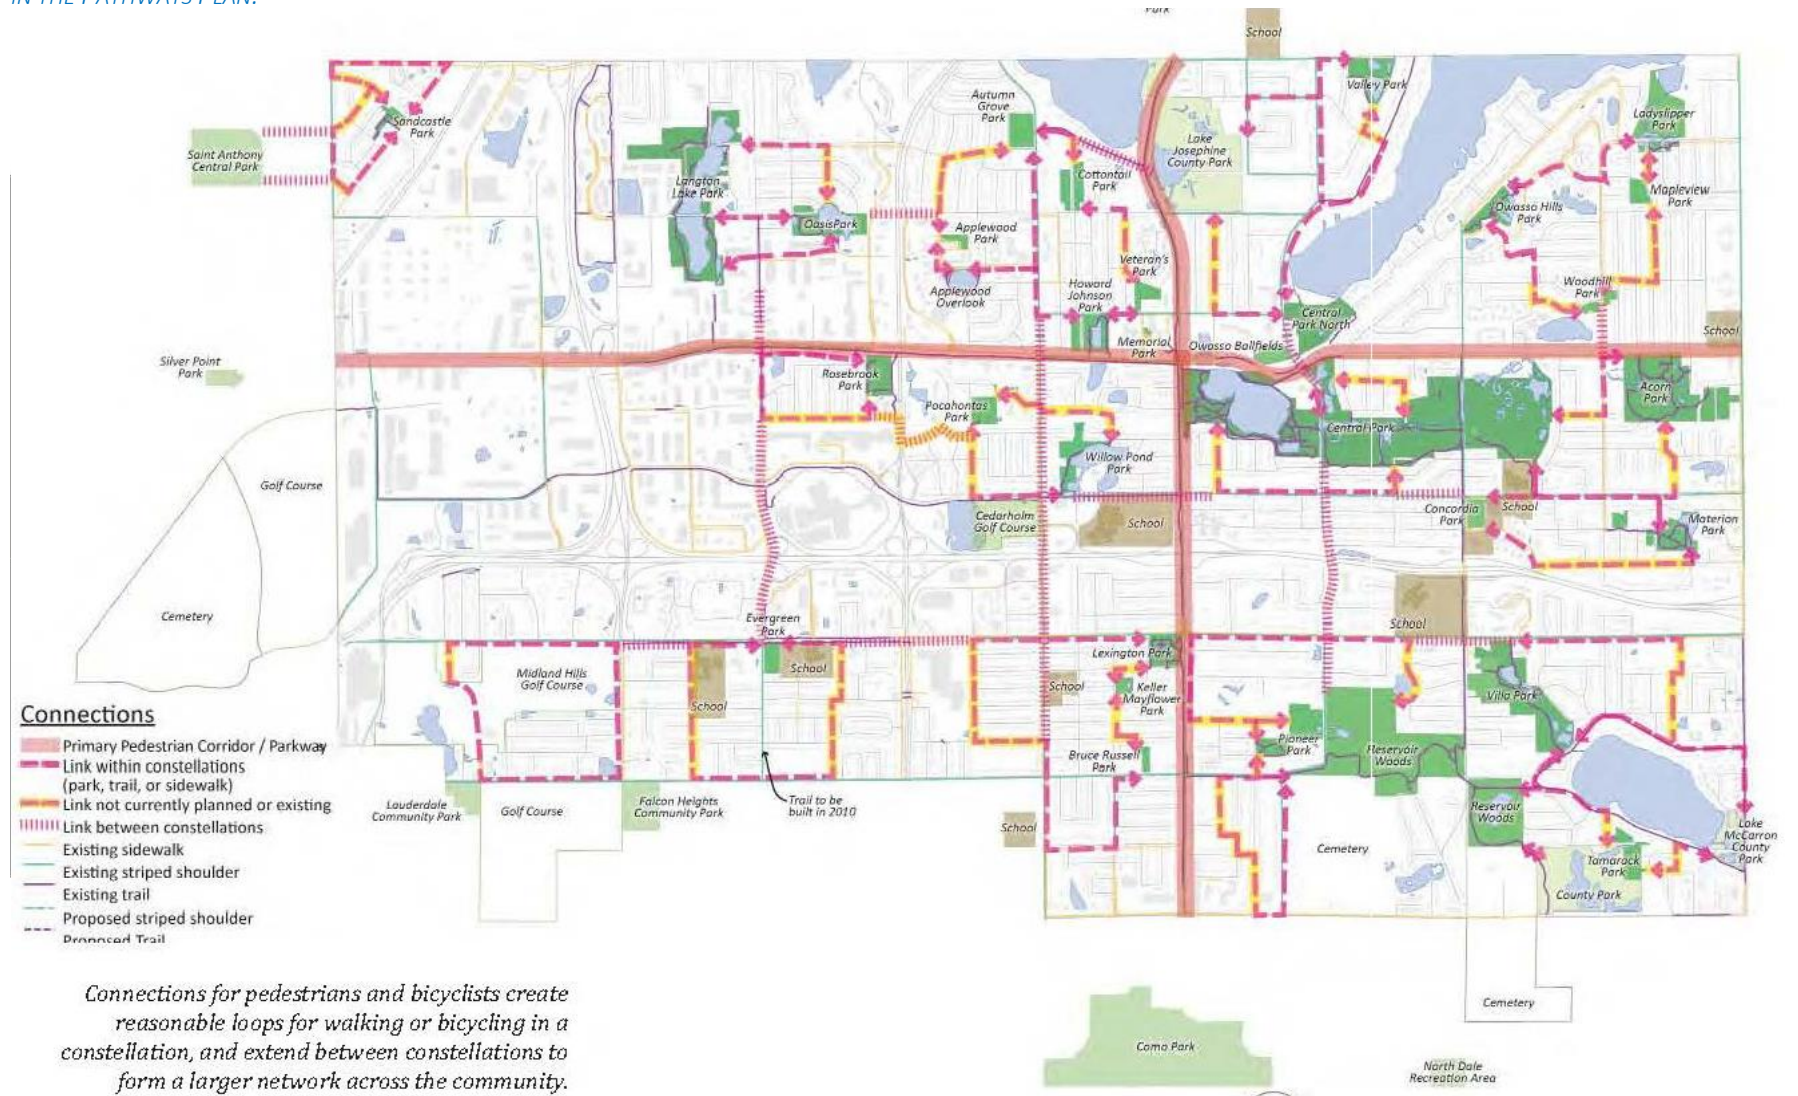 IN THE PATHWAYS PLAN.
Park
School
Valley Park
Autumn
Grove
Park
Sandcastle
Park
Ladyslipper
Park
Saint Anthony
Central Park
Lake
Josephine
County Park
Langton
Lake Park
Cottontail
Park
Mapleview
Park
Owasso Hills
Park
Oasis Park
Applewood
Park
Veteran's
Park
Applewood
Overlook
Howard
Johnson
Park
Woodhill
Park
Central
Park North
School
Memorial
Park
Owasso Ballfields
Silver Point
Park
Rosebrook
Park
Acorn
Park
Pocahontas
Park
Central Park
Willow Pond
Park
Golf Course
Cedarholm
Golf Course
School
Concordia
Park
School
Materion
Park
Cemetery
Evergreen
Park
School
Lexington Park
School
Midland Hills
Golf Course
School
School
Keller
Mayflower
Park
Villa Park
Pioneer
Park
Reservoir
Woods
Bruce Russell
Park
Connections
Primary Pedestrian Corridor / Parkway
Link within constellations
(park, trail, or sidewalk)
Link not currently planned or existing
Link between constellations
Existing sidewalk
Existing striped shoulder
Existing trail
Proposed striped shoulder
Proposed Trail
Lauderdale
Community Park
Golf Course
Falcon Heights
Community Park
Trail to be
built in 2010
School
Cemetery
Reservoir
Woods
Lake
McCarron
County
Park
Tamarack
Park
County Park
Cemetery
Como Park
North Dale
Recreation Area
Connections for pedestrians and bicyclists create
reasonable loops for walking or bicycling in a
constellation, and extend between constellations to
form a larger network across the community.